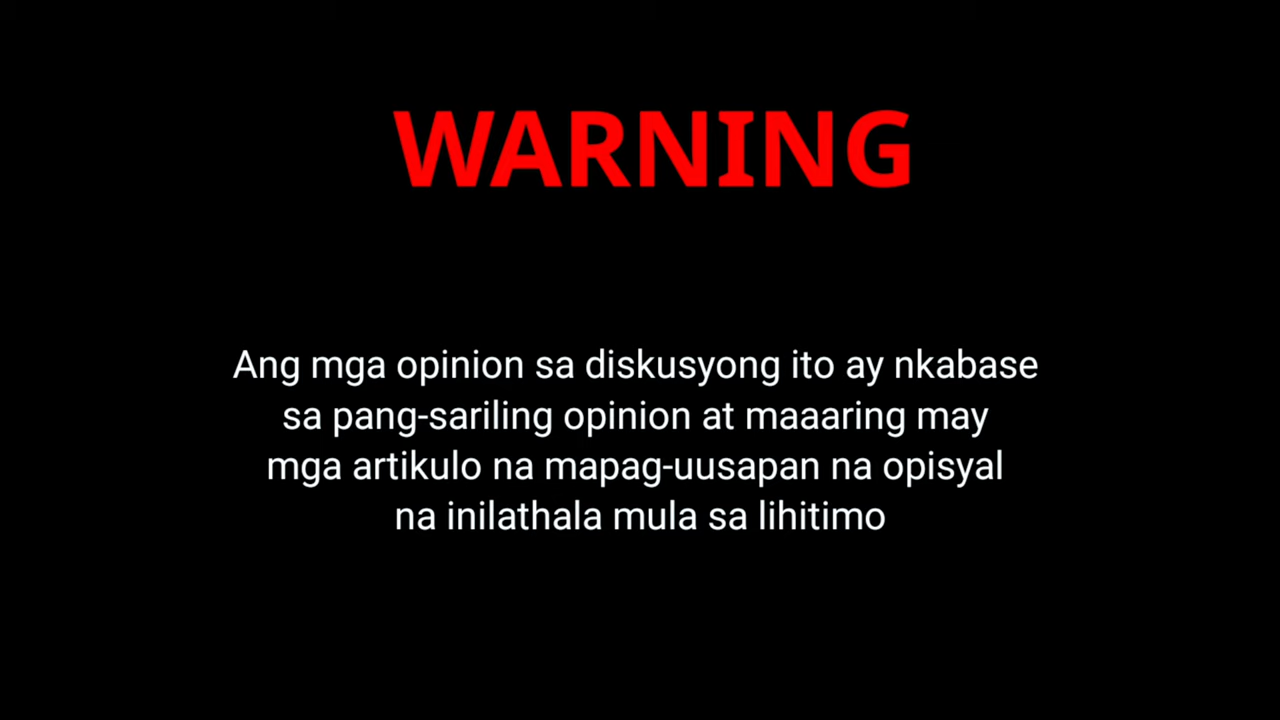 WARNING
Ang mga opinion sa diskusyong ito ay nkabase
sa pang-sariling opinion at maaaring may
mga artikulo na mapag-uusapan na opisyal
na inilathala mula sa lihitimo